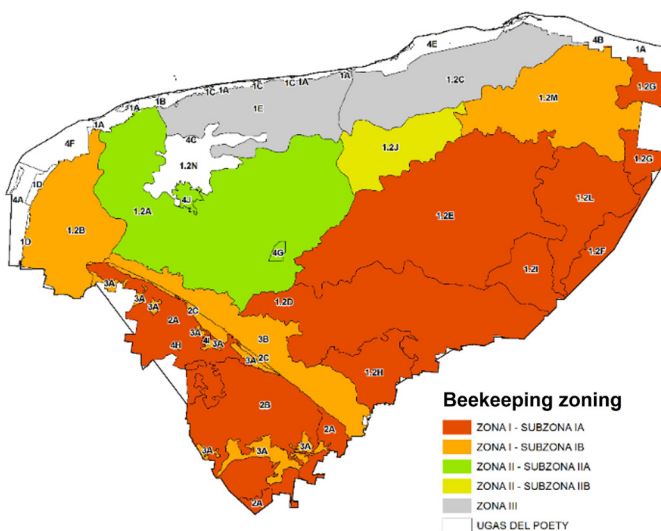 4E
4B
1A
1.2G
1A
1.2C
1C
1C
1A
1C
1A
1B
1A
1E
1.2M
1A
4F
4C
1.2J
1.2G
1.2N
1D
4A
4J
1.2L
1.2A
1.2E
1.2B
1D
4G
1.2F
1.2I
3A
1.2D
3A
3A
2C
2A
3A
3B
4H
4I
3A
3A
2C
1.2H
2B
2A
3A
3A
3A
2A
Beekeeping zoning
ZONA I - SUBZONA IA
ZONA I - SUBZONA IB
ZONA II - SUBZONA IIA
ZONA II - SUBZONA IIB
ZONA III
UGAS DEL POETY